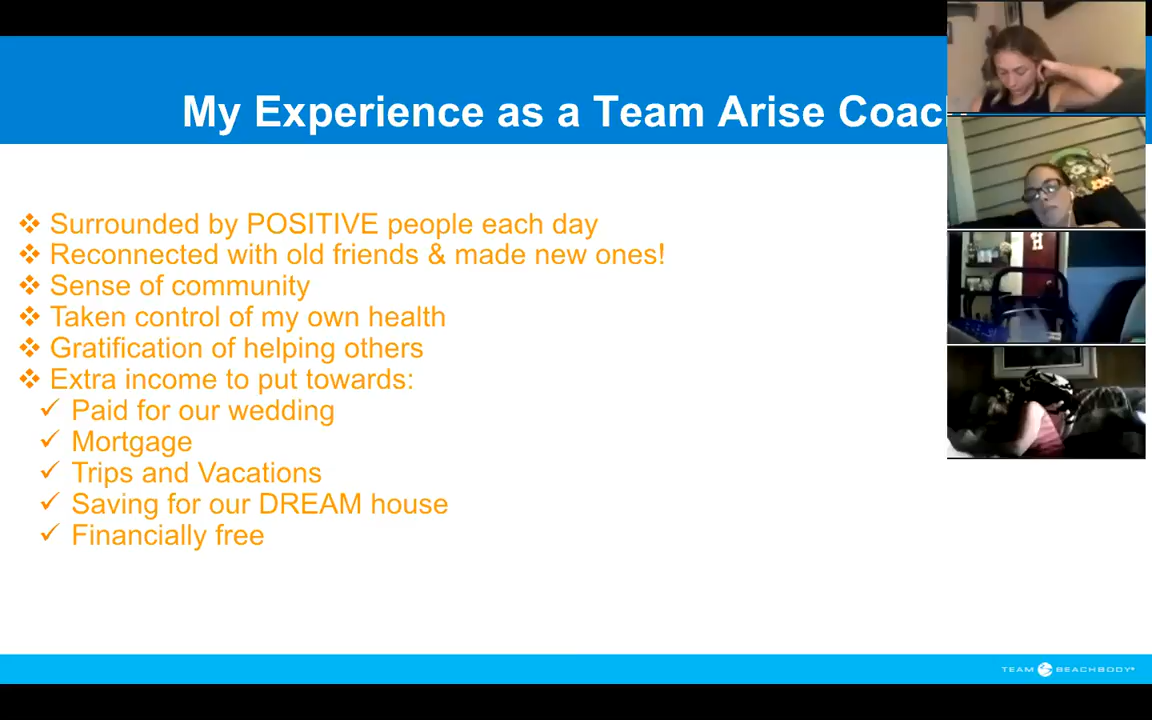 My Experience as a Team Arise Coac
❖ Surrounded by POSITIVE people each day
❖ Reconnected with old friends & made new ones!
❖ Sense of community
❖ Taken control of my own health
❖ Gratification of helping others
❖ Extra income to put towards:
✓ Paid for our wedding
✓ Mortgage
✓ Trips and Vacations
✓ Saving for our DREAM house
✓ Financially free
H
TEAM BEACHBODY®